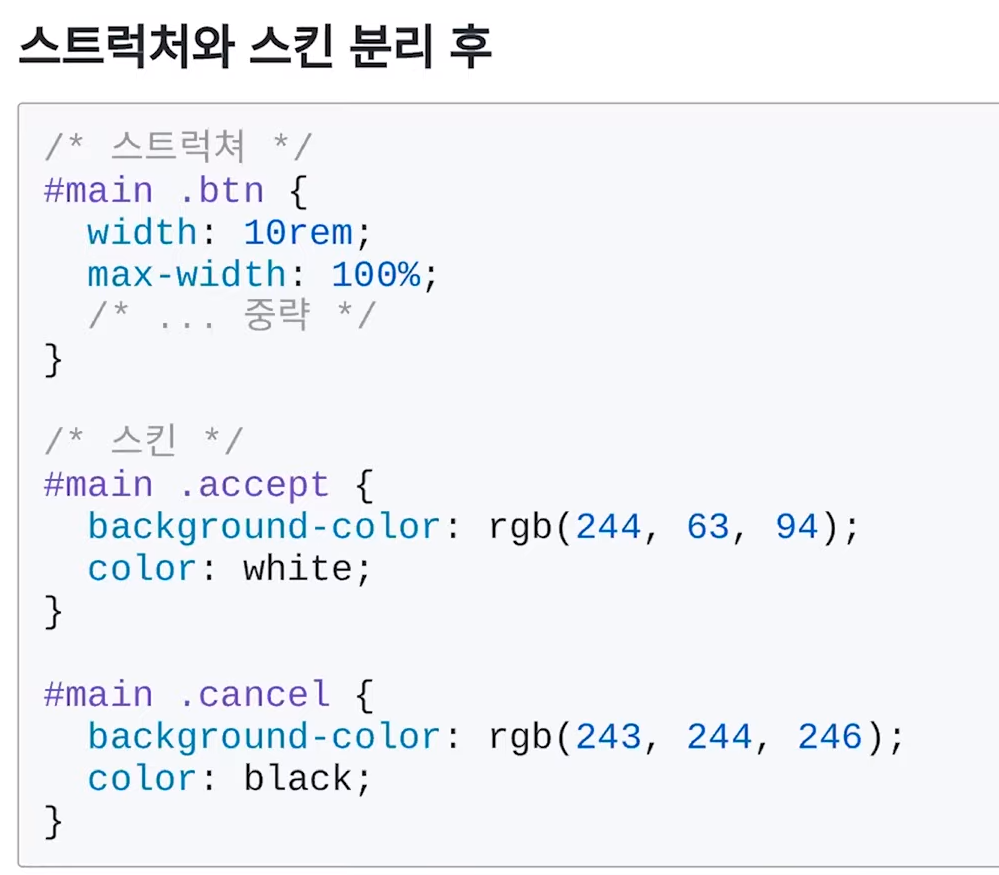 스트럭처와 스킨 분리 후
/* 스트럭쳐 */
#main .btn {
  width: 10rem;
  max-width: 100%;
  /* ... 중략 */
}
/* 스킨 */
#main .accept {
  background-color: rgb(244, 63, 94);
  color: white;
}
#main .cancel {
  background-color: rgb(243, 244, 246);
  color: black;
}